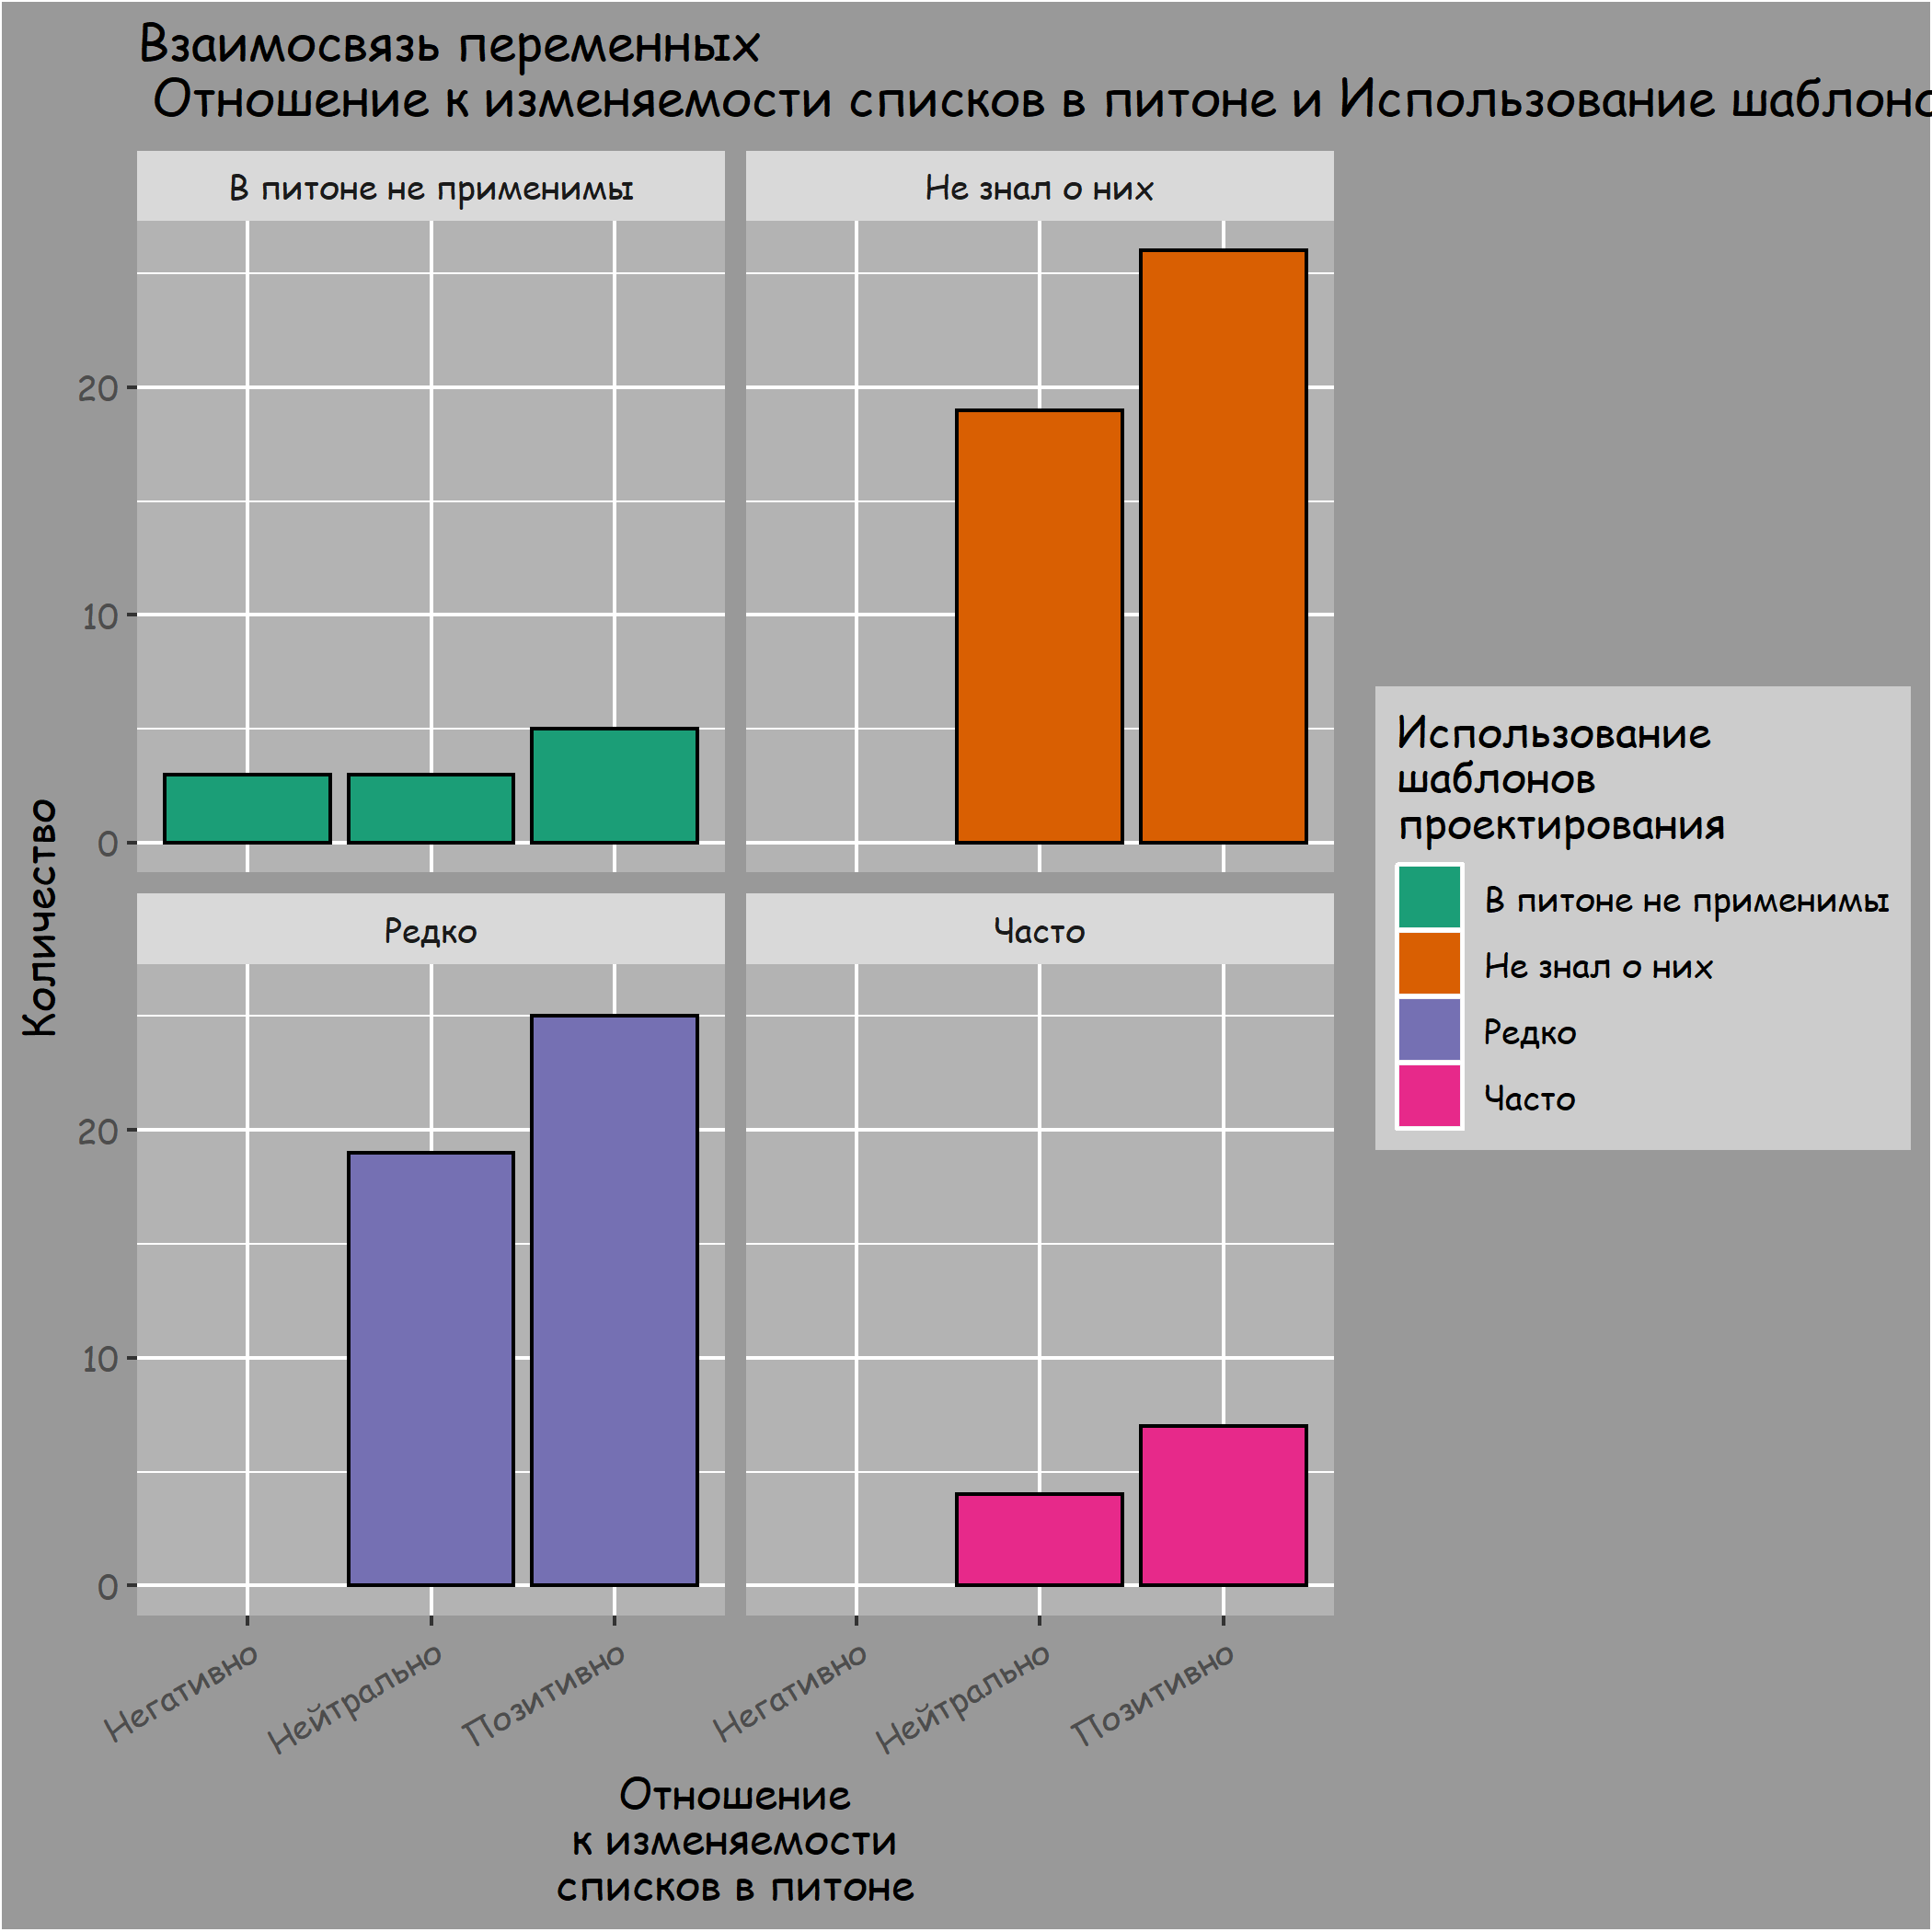 Взаимосвязь переменных
Отношение к изменяемости списков в питоне и Использование шаблоно
В питоне не применимы
Не знал о них
20
10
0
Редко
Часто
20
10
0
Негативно
Нейтрально
Позитивно
Негативно
Нейтрально
Позитивно
Количество
Отношение
к изменяемости
списков в питоне
Использование
шаблонов
проектирования
В питоне не применимы
Не знал о них
Редко
Часто